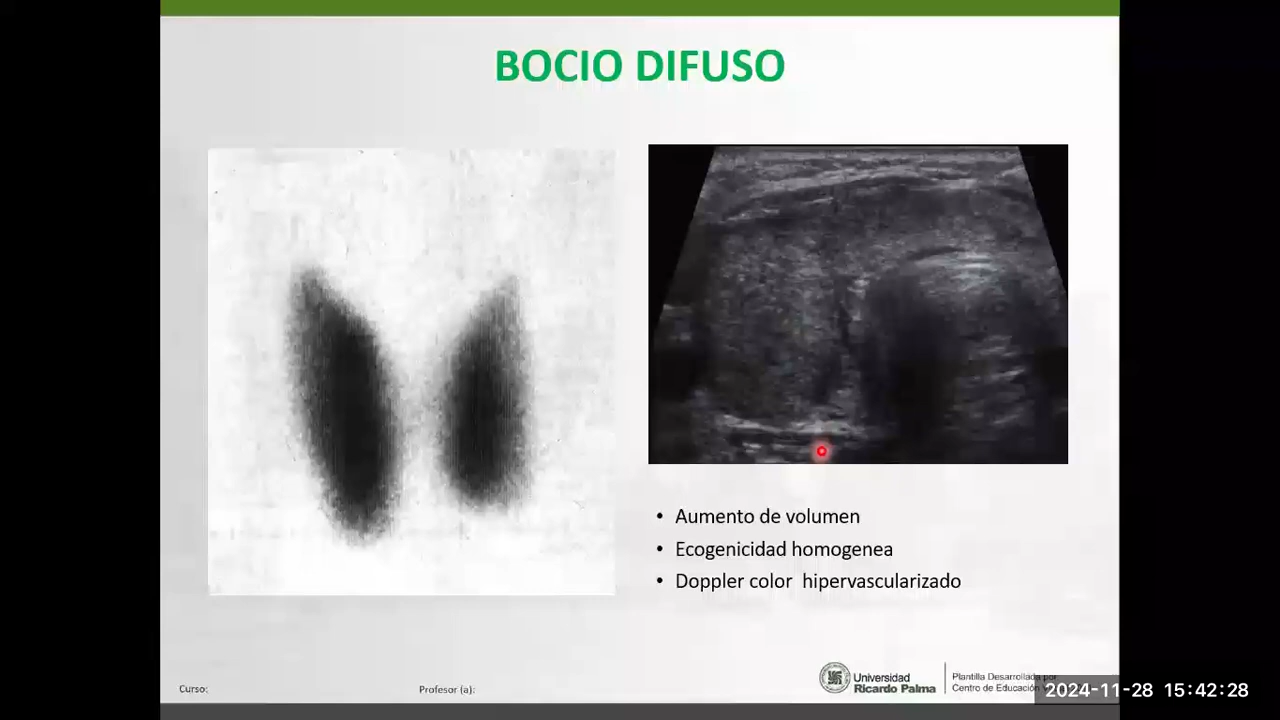 BOCIO DIFUSO
• Aumento de volumen
• Ecogenicidad homogenea
• Doppler color hipervascularizado
Curso:
Profesor (a):
Universidad
Ricardo Palma
Plantilla Desarrollada por
Centro de Educación
2024-11-28 15:42:28